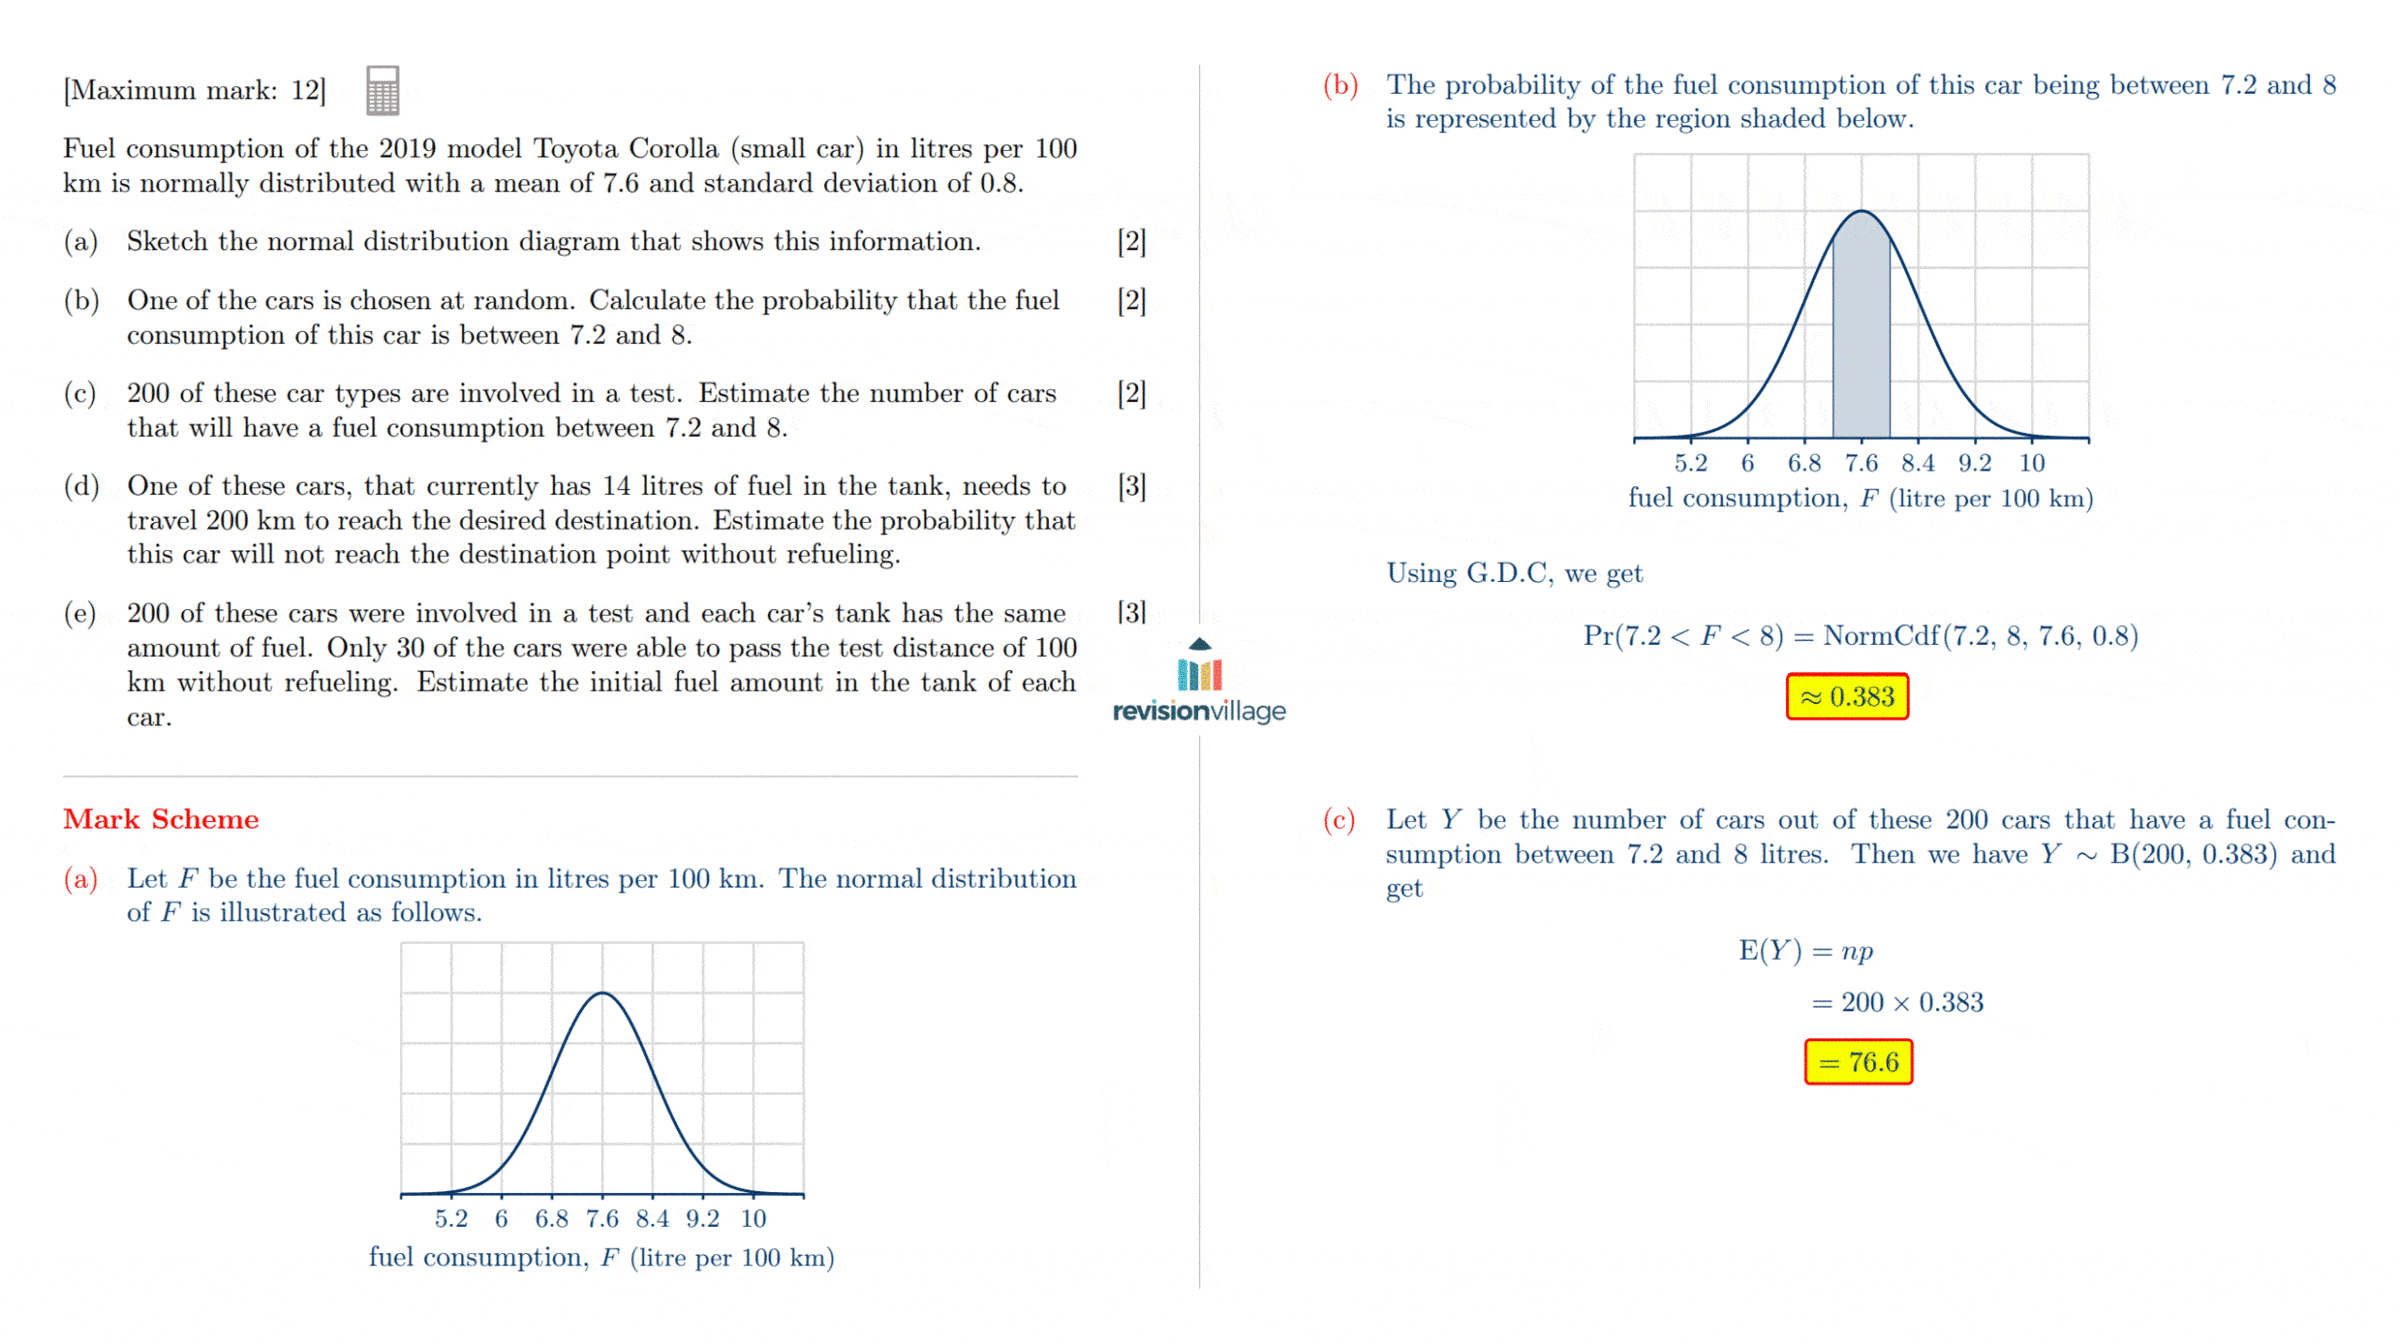 [Maximum mark: 12]
Fuel consumption of the 2019 model Toyota Corolla (small car) in litres per 100
km is normally distributed with a mean of 7.6 and standard deviation of 0.8.
(a) Sketch the normal distribution diagram that shows this information. [2]
(b) One of the cars is chosen at random. Calculate the probability that the fuel [2]
consumption of this car is between 7.2 and 8.
(c) 200 of these car types are involved in a test. Estimate the number of cars [2]
that will have a fuel consumption between 7.2 and 8.
(d) One of these cars, that currently has 14 litres of fuel in the tank, needs to [3]
travel 200 km to reach the desired destination. Estimate the probability that
this car will not reach the destination point without refueling.
(e) 200 of these cars were involved in a test and each car's tank has the same [3]
amount of fuel. Only 30 of the cars were able to pass the test distance of 100
km without refueling. Estimate the initial fuel amount in the tank of each
car.
Mark Scheme
(a) Let F be the fuel consumption in litres per 100 km. The normal distribution
of F is illustrated as follows.
5.2 6 6.8 7.6 8.4 9.2 10
fuel consumption, F (litre per 100 km)
revisionvillage
(b) The probability of the fuel consumption of this car being between 7.2 and 8
is represented by the region shaded below.
5.2 6 6.8 7.6 8.4 9.2 10
fuel consumption, F (litre per 100 km)
Using G.D.C, we get
Pr(7.2 < F < 8) = NormCdf(7.2, 8, 7.6, 0.8)
≈ 0.383
(c) Let Y be the number of cars out of these 200 cars that have a fuel con-
sumption between 7.2 and 8 litres. Then we have Y ∼ B(200, 0.383) and
get
E(Y) = np
= 200 × 0.383
= 76.6